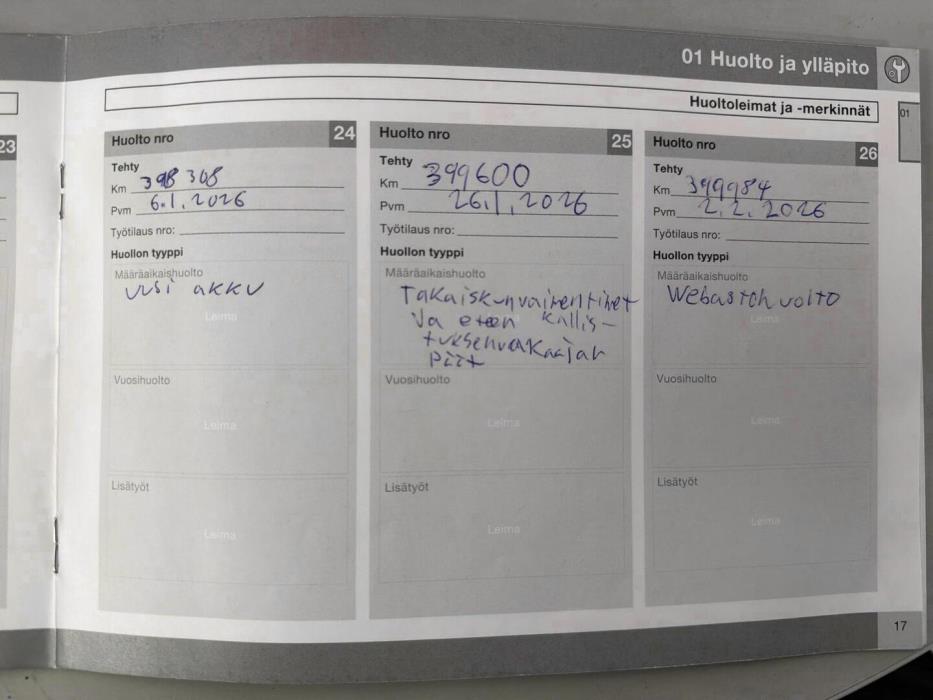 01 Huolto ja ylläpito
Huoltoleimat ja -merkinnät
01
23
Huolto nro 24
Tehty
Km 398 308
Pvm 6.1.2026
Työtilaus nro:
Huollon tyyppi
Määräaikaishuolto
uusi akku
Leima
Vuosihuolto
Leima
Lisätyöt
Leima
Huolto nro 25
Tehty
Km 399600
Pvm 26.1.2026
Työtilaus nro:
Huollon tyyppi
Määräaikaishuolto
Takaiskunvaimentimet
Ja eteen kallis-
tuksenvakaajan
Leima
Vuosihuolto
Leima
Lisätyöt
Leima
Huolto nro 26
Tehty
Km 399984
Pvm 2.2.2026
Työtilaus nro:
Huollon tyyppi
Määräaikaishuolto
Webasto huolto
Leima
Vuosihuolto
Leima
Lisätyöt
Leima
17